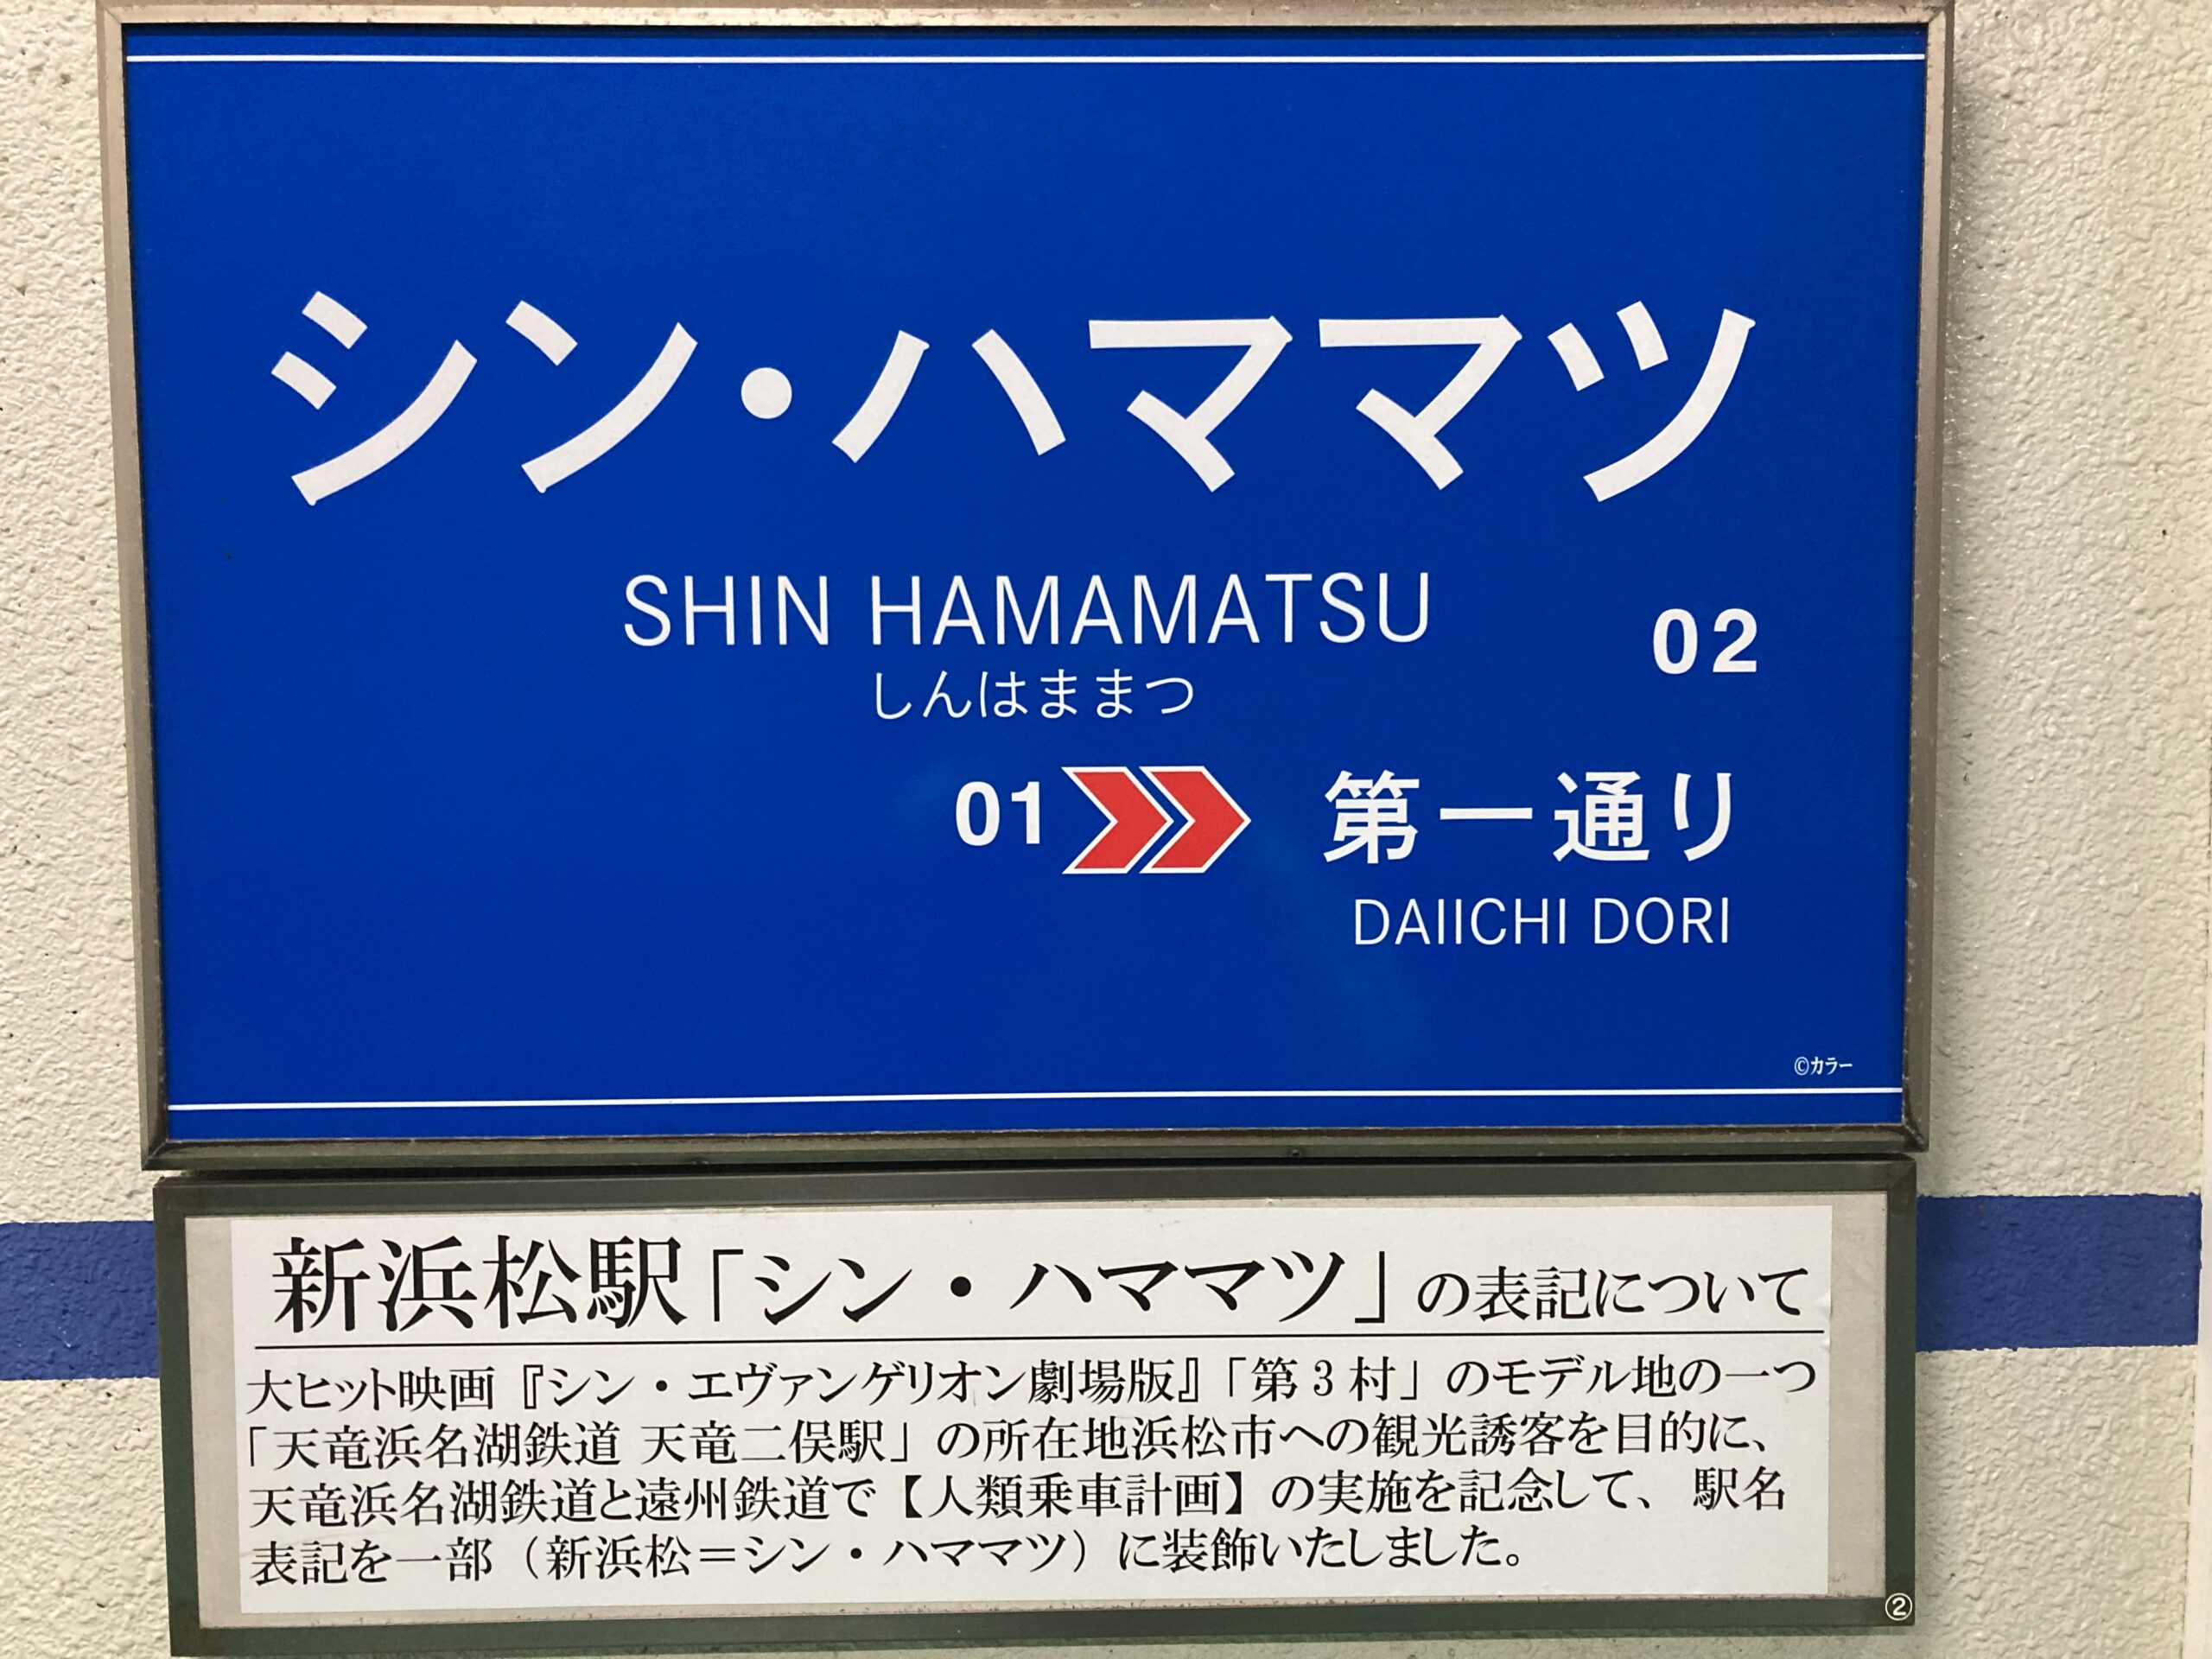 シン・ハママツ
SHIN HAMAMATSU
02
しんはままつ
01 第一通り
DAIICHI DORI
©カラー
新浜松駅「シン・ハママツ」の表記について
大ヒット映画『シン・エヴァンゲリオン劇場版』「第3村」のモデル地の一つ
「天竜浜名湖鉄道 天竜二俣駅」の所在地浜松市への観光誘客を目的に、
天竜浜名湖鉄道と遠州鉄道で【人類乗車計画】の実施を記念して、駅名
表記を一部（新浜松＝シン・ハママツ）に装飾いたしました。
②